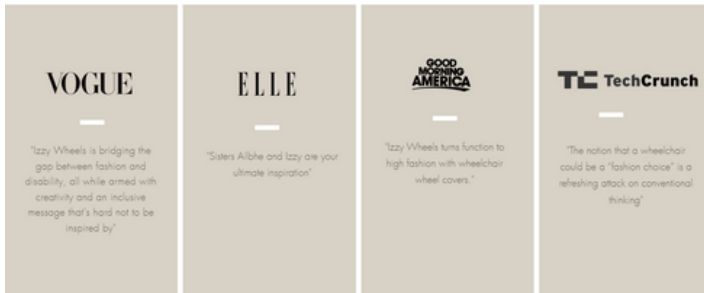 VOGUE
"Izzy Wheels is bridging the
gap between fashion and
disability, all while armed with
creativity and an inclusive
message that's hard not to be
inspired by"
ELLE
"Sisters Ailbhe and Izzy are your
ultimate inspiration"
GOOD
MORNING
AMERICA
"Izzy Wheels turns function to
high fashion with wheelchair
wheel covers."
TC TechCrunch
"The notion that a wheelchair
could be a "fashion choice" is a
refreshing attack on conventional
thinking"